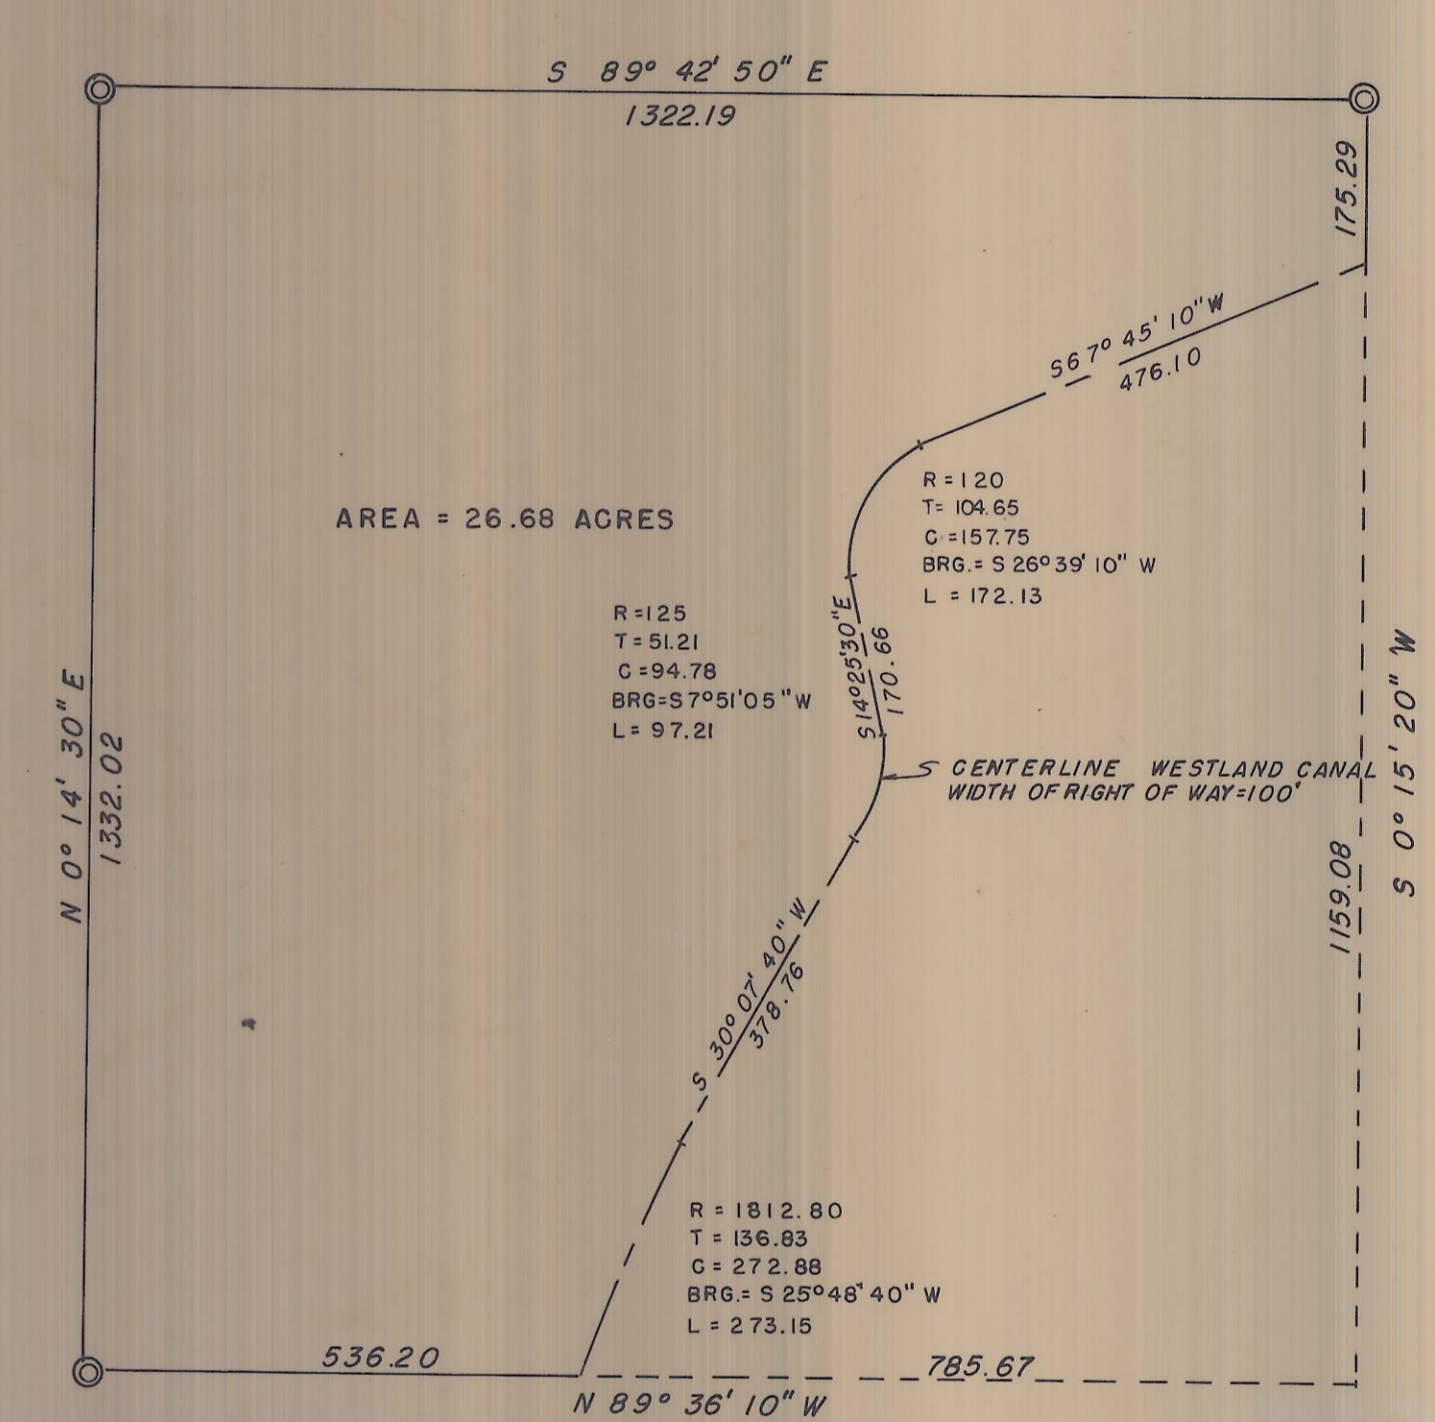 S 89° 42' 50" E
1322.19
175.29
S67° 45' 10" W
476.10
R = 120
T = 104.65
C = 157.75
BRG. = S 26° 39' 10" W
L = 172.13
AREA = 26.68 ACRES
R = 125
T = 51.21
C = 94.78
BRG = S 7° 51' 05" W
L = 97.21
S 14° 25' 30" E
170.66
CENTERLINE WESTLAND CANAL
WIDTH OF RIGHT OF WAY = 100'
N 0° 14' 30" E
1332.02
S 0° 15' 20" W
1159.08
S 30° 07' 40" W
378.76
R = 1812.80
T = 136.83
C = 272.88
BRG. = S 25° 48' 40" W
L = 273.15
536.20
785.67
N 89° 36' 10" W